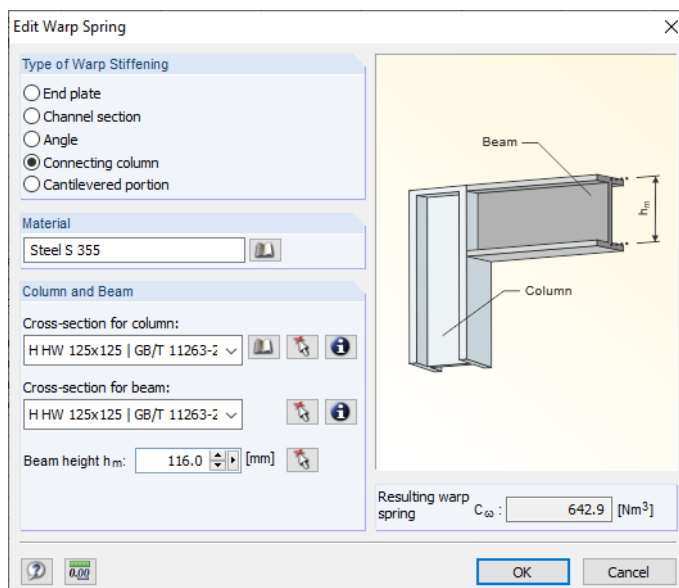 Edit Warp Spring
Type of Warp Stiffening
End plate
Channel section
Angle
Connecting column
Cantilevered portion
Material
Steel S 355
Column and Beam
Cross-section for column:
H HW 125x125 | GB/T 11263-2
Cross-section for beam:
H HW 125x125 | GB/T 11263-2
Beam height hm: 116.0 [mm]
Beam
hm
Column
Resulting warp
spring Cω : 642.9 [Nm³]
0.00
OK Cancel